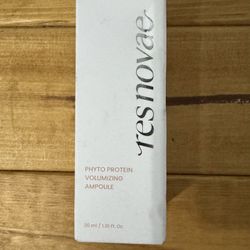 resnovae
PHYTO PROTEIN
VOLUMIZING
AMPOULE
30 ml / 1.01 fl. Oz